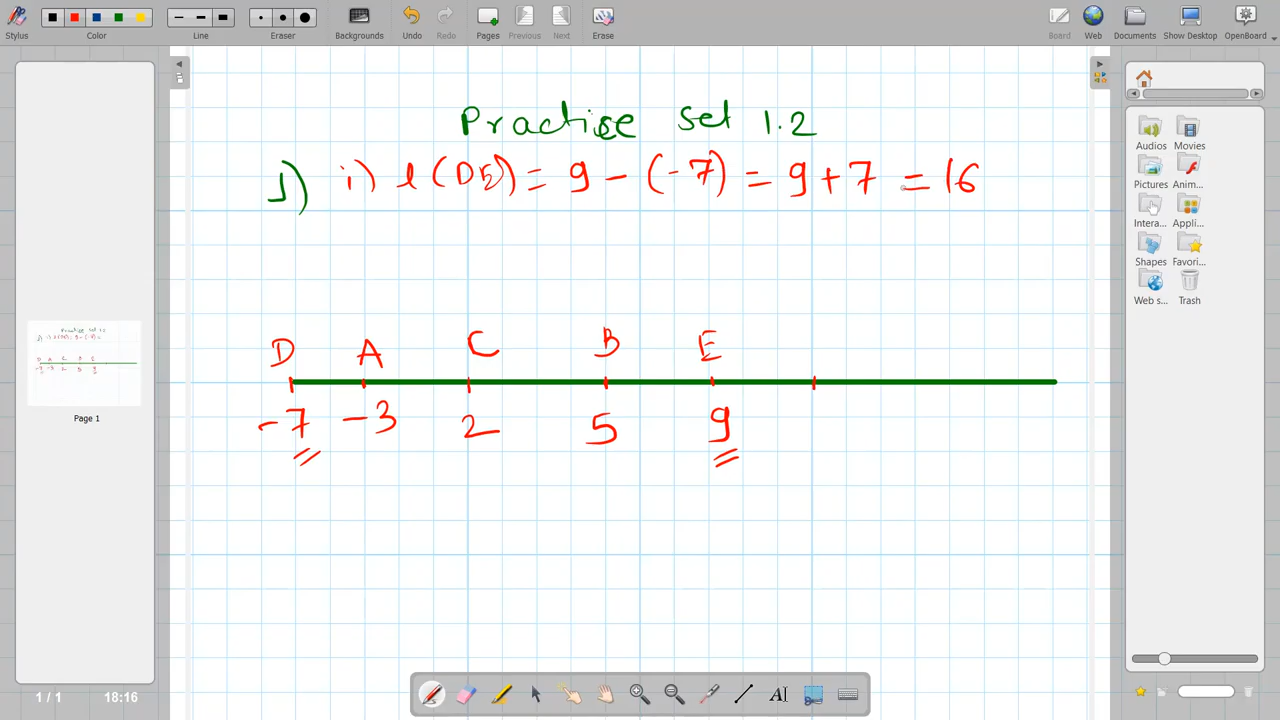 Stylus Color Line Eraser Backgrounds Undo Redo Pages Previous Next Erase Board Web Documents Show Desktop OpenBoard
Practice Set 1.2
1) i) l (DE) = 9 - (-7) = 9 + 7 = 16
D A C B E
-7 -3 2 5 9
Page 1
1 / 1 18:16
Audios Movies
Pictures Anim...
Intera... Appli...
Shapes Favori...
Web s... Trash